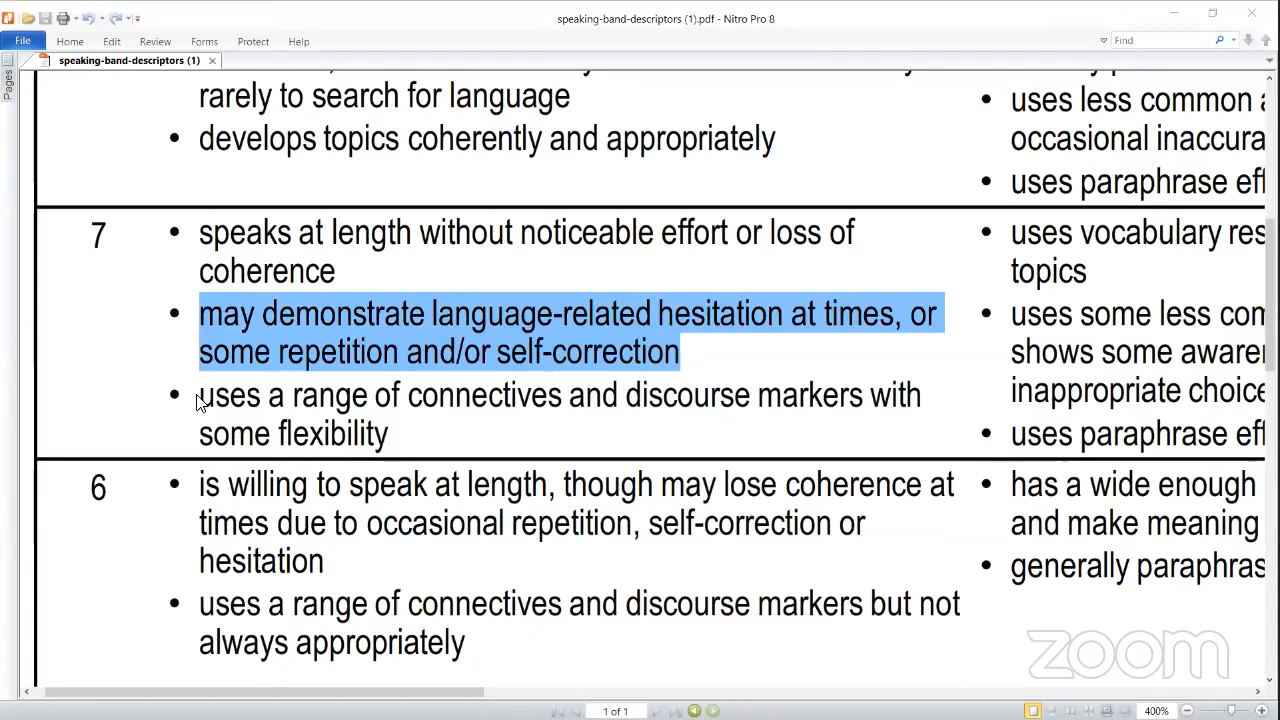 speaking-band-descriptors (1).pdf - Nitro Pro 8
File Home Edit Review Forms Protect Help Find
speaking-band-descriptors (1)
Pages
rarely to search for language
• develops topics coherently and appropriately
• uses less common
occasional inaccura
• uses paraphrase eff
7
• speaks at length without noticeable effort or loss of
coherence
• may demonstrate language-related hesitation at times, or
some repetition and/or self-correction
• uses a range of connectives and discourse markers with
some flexibility
• uses vocabulary res
topics
• uses some less com
shows some awaren
inappropriate choice
• uses paraphrase eff
6
• is willing to speak at length, though may lose coherence at
times due to occasional repetition, self-correction or
hesitation
• uses a range of connectives and discourse markers but not
always appropriately
• has a wide enough
and make meaning
• generally paraphras
zoom
1 of 1
400%